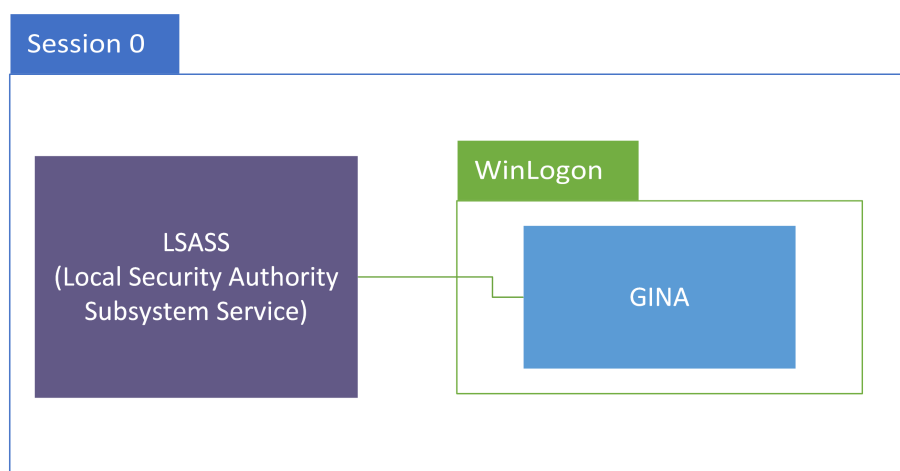 Session 0
WinLogon
LSASS
(Local Security Authority
Subsystem Service)
GINA